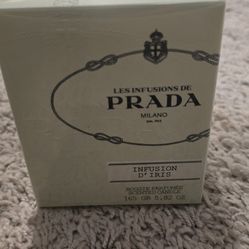 LES INFUSIONS DE
PRADA
MILANO
DAL 1913
INFUSION
D'IRIS
BOUGIE PARFUMÉE
SCENTED CANDLE
165 GR 5,82 OZ